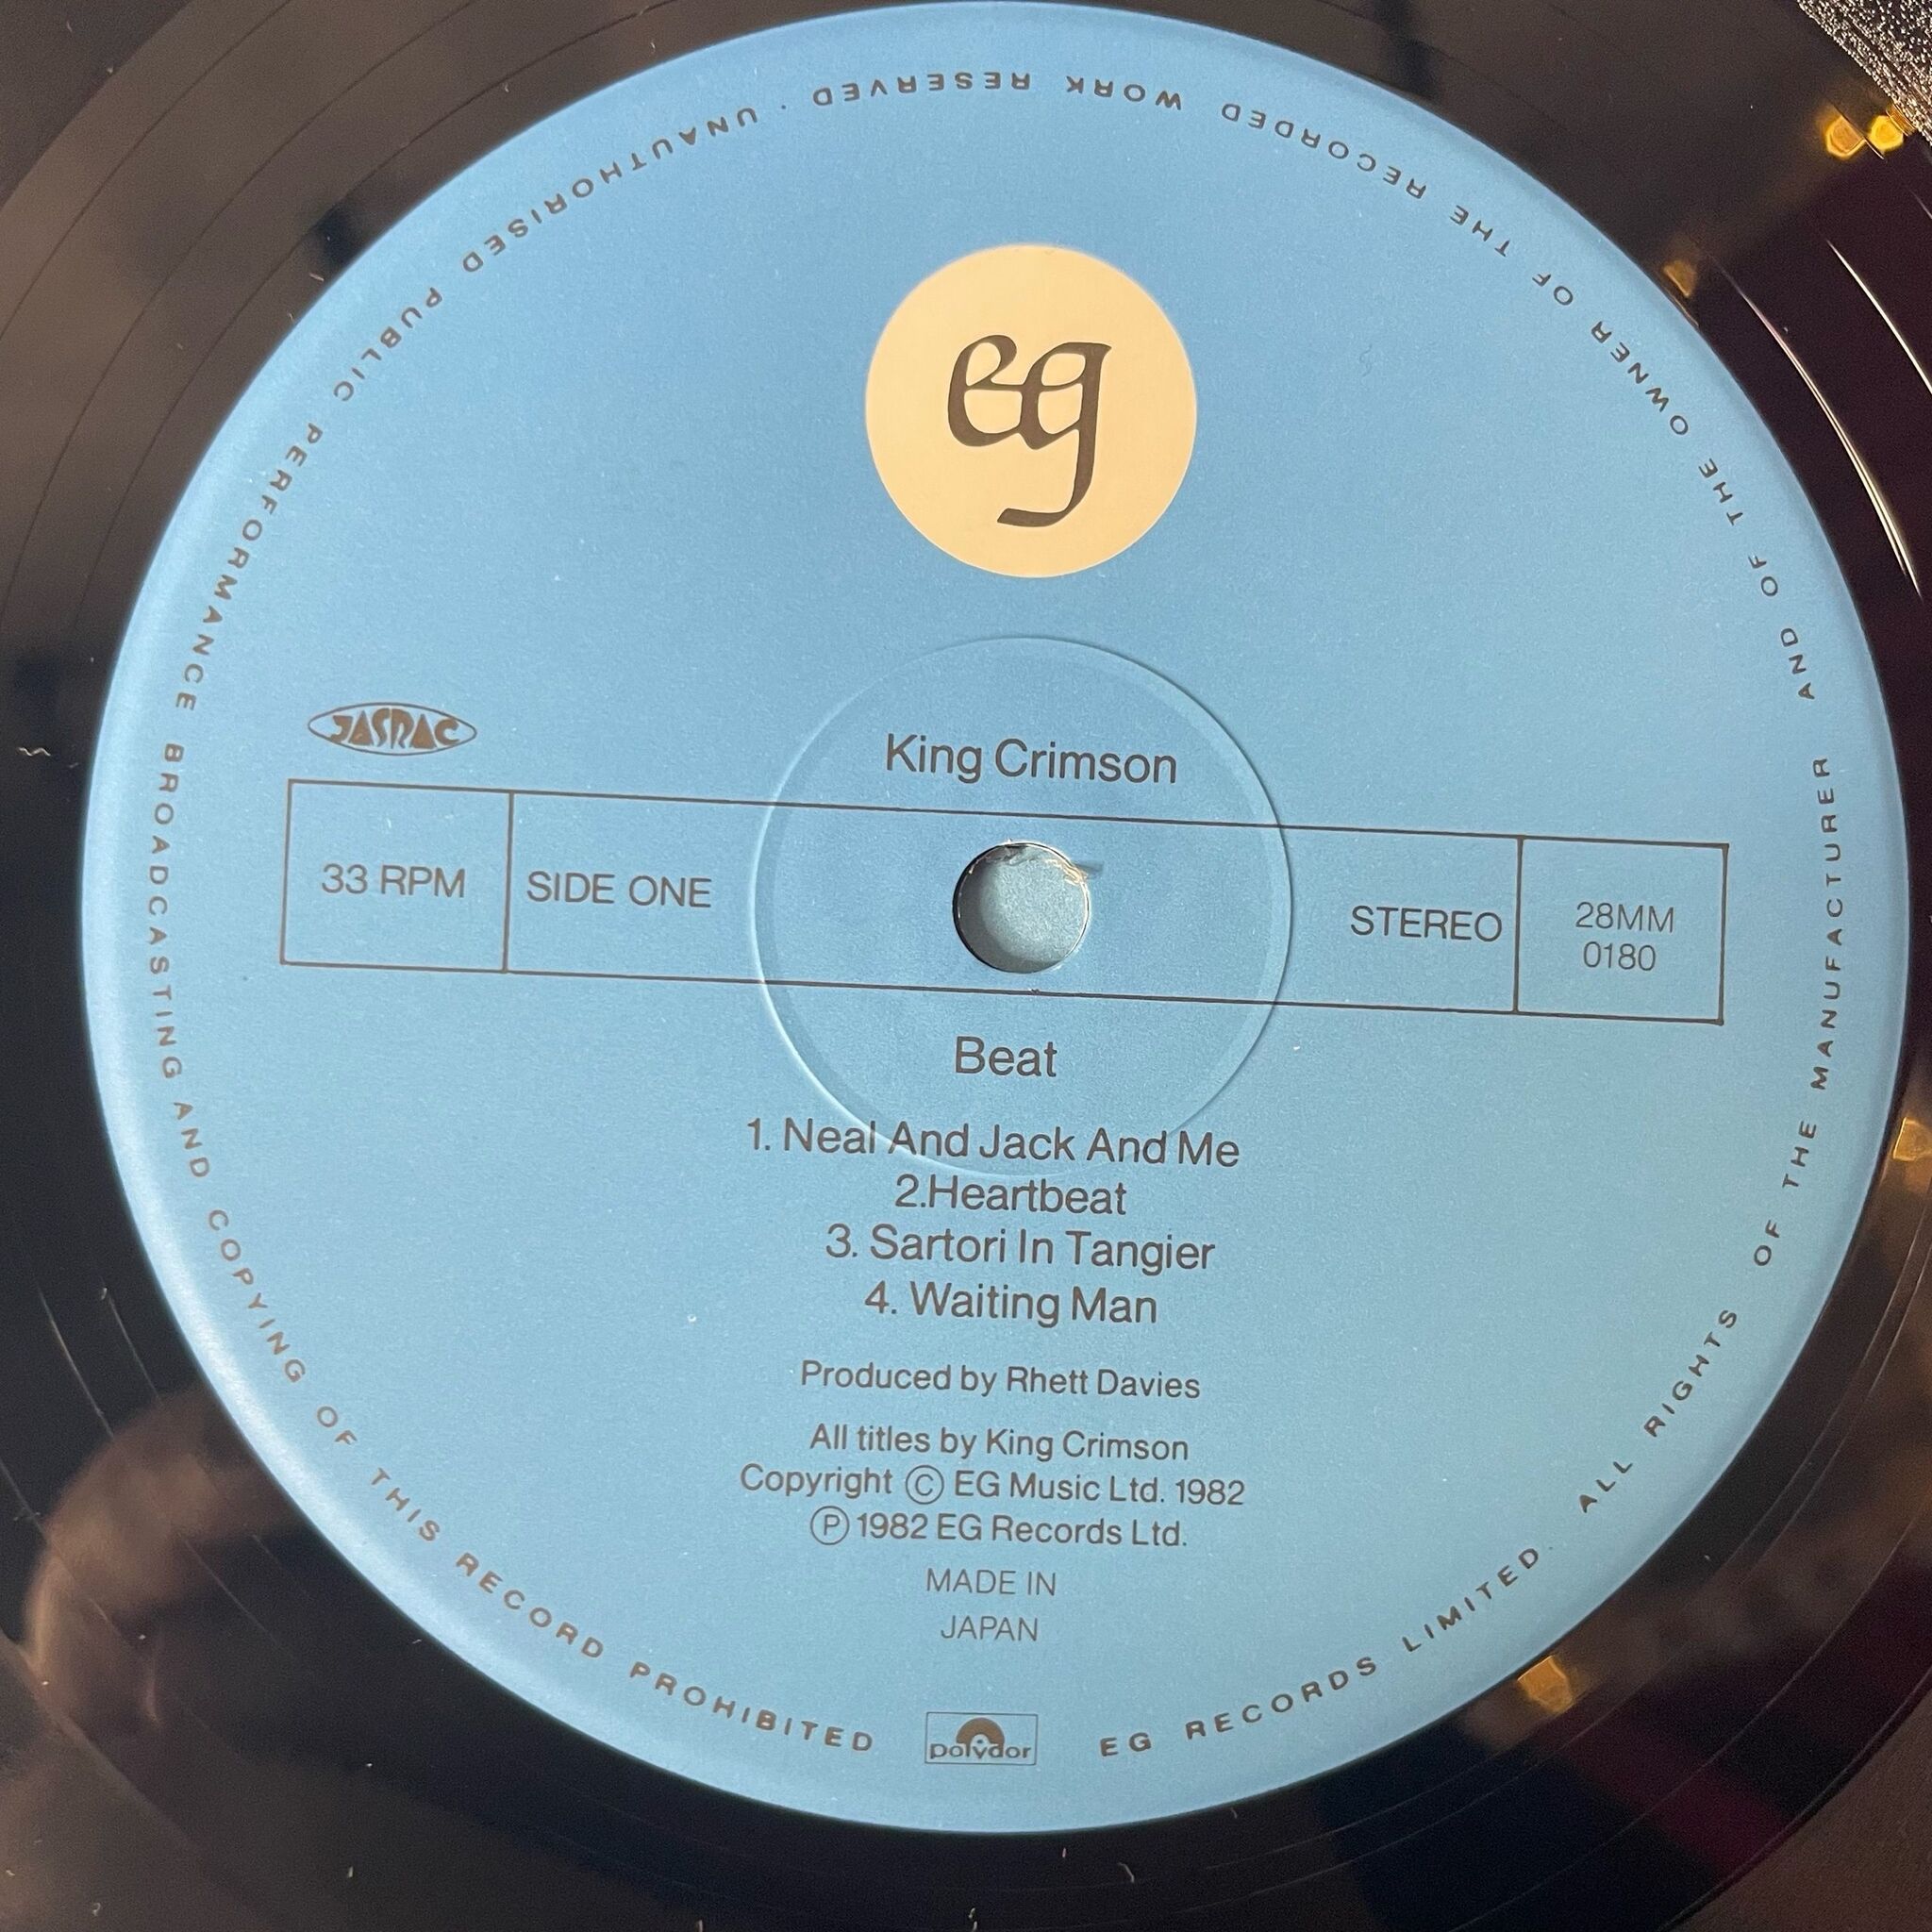 eg
JASRAC
King Crimson
33 RPM
SIDE ONE
STEREO
28MM
0180
Beat
1. Neal And Jack And Me
2.Heartbeat
3. Sartori In Tangier
4. Waiting Man
Produced by Rhett Davies
All titles by King Crimson
Copyright © EG Music Ltd. 1982
℗ 1982 EG Records Ltd.
MADE IN
JAPAN
polydor
EG RECORDS LIMITED. ALL RIGHTS OF THE MANUFACTURER AND OF THE OWNER OF THE RECORDED WORK RESERVED · UNAUTHORISED PUBLIC PERFORMANCE BROADCASTING AND COPYING OF THIS RECORD PROHIBITED